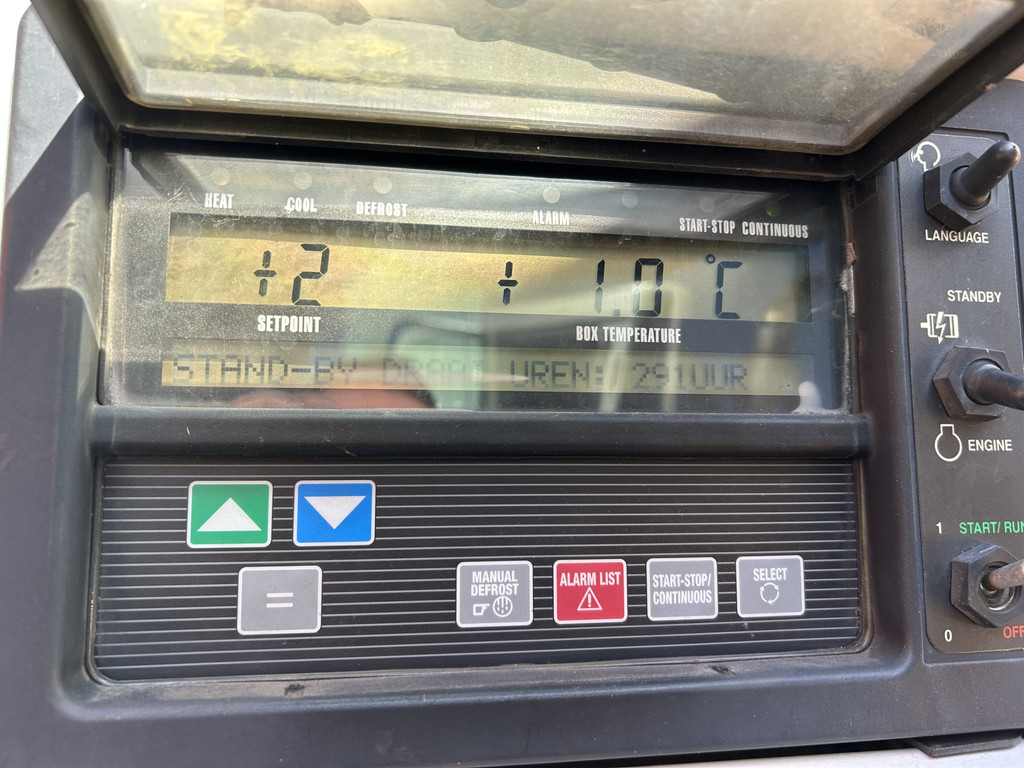 HEAT COOL DEFROST ALARM START-STOP CONTINUOUS
+2 + 1.0 °C
SETPOINT BOX TEMPERATURE
STAND-BY DRAAI UREN: 291UUR
LANGUAGE
STANDBY
ENGINE
1 START/RUN
0 OFF
=
MANUAL DEFROST
ALARM LIST
START-STOP/ CONTINUOUS
SELECT